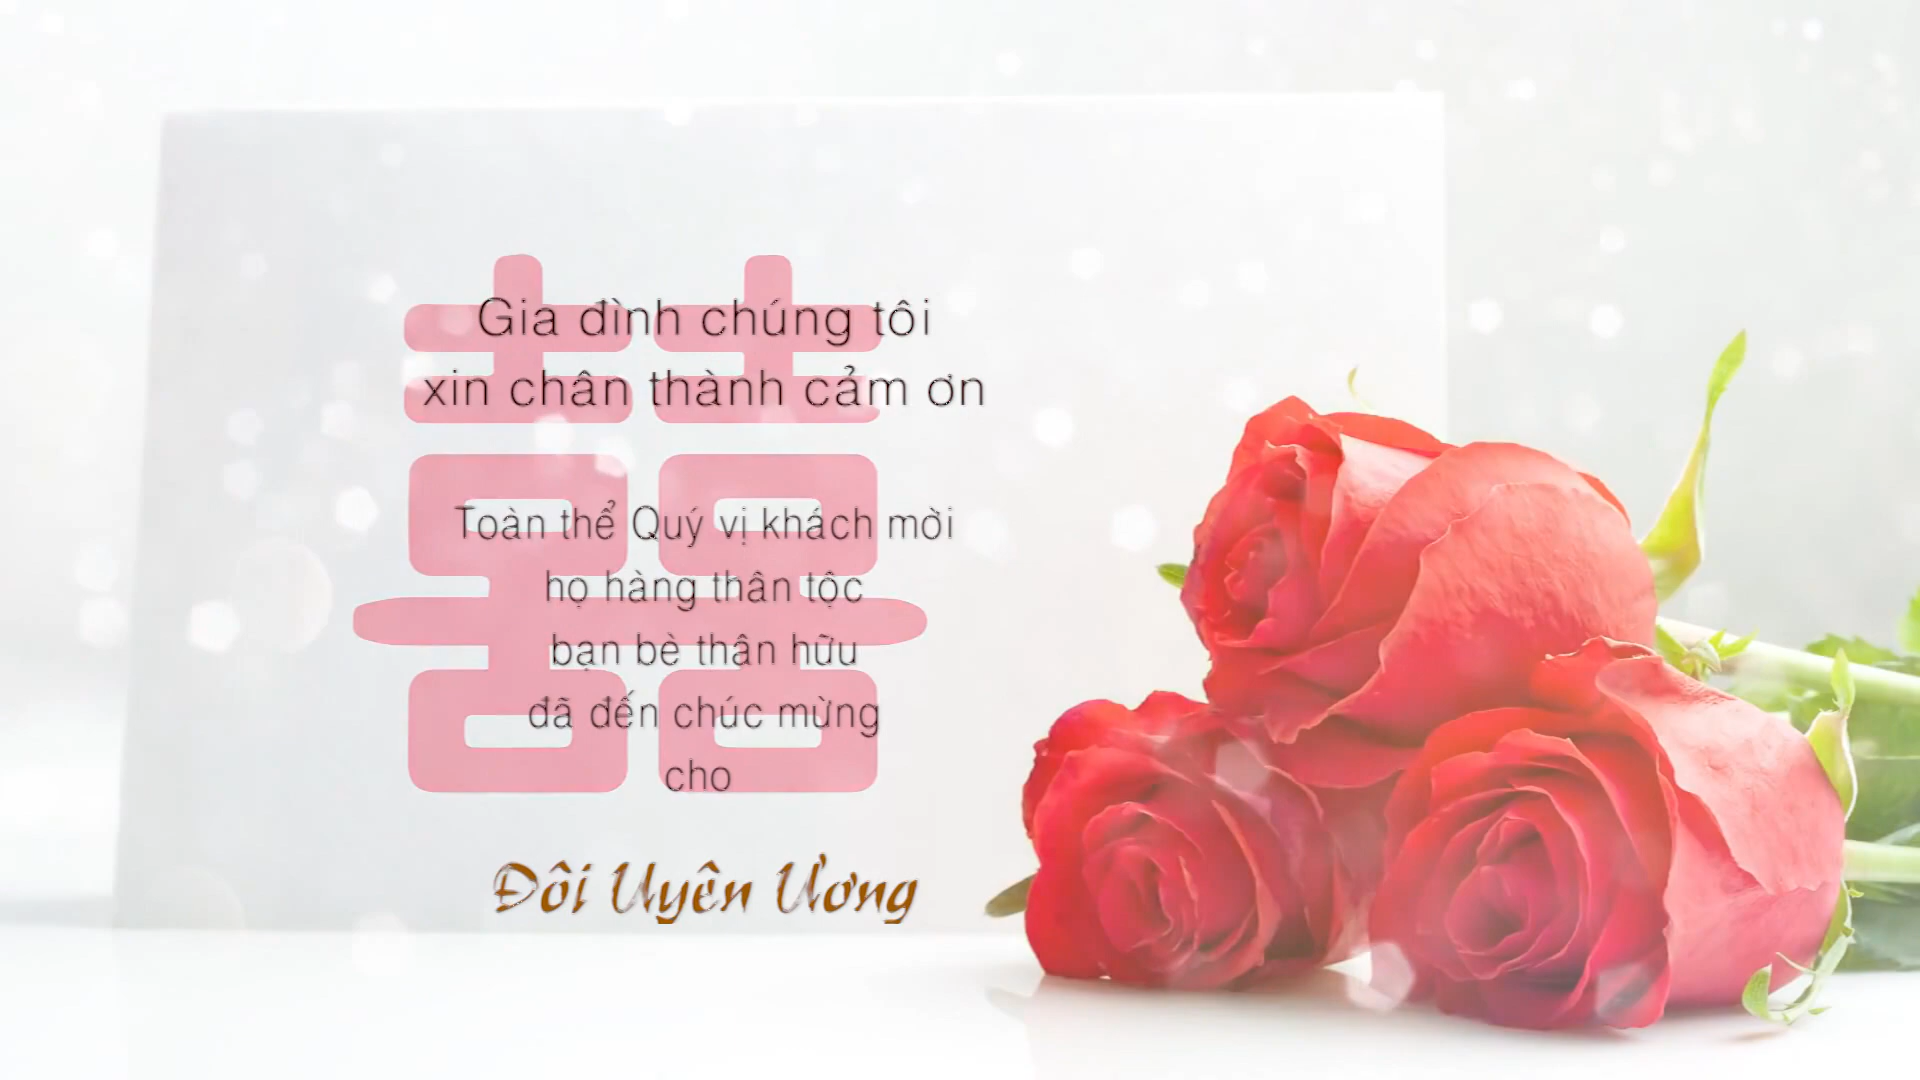 囍
Gia đình chúng tôi
xin chân thành cảm ơn
Toàn thể Quý vị khách mời
họ hàng thân tộc
bạn bè thân hữu
đã đến chúc mừng
cho
Đôi Uyên Ương